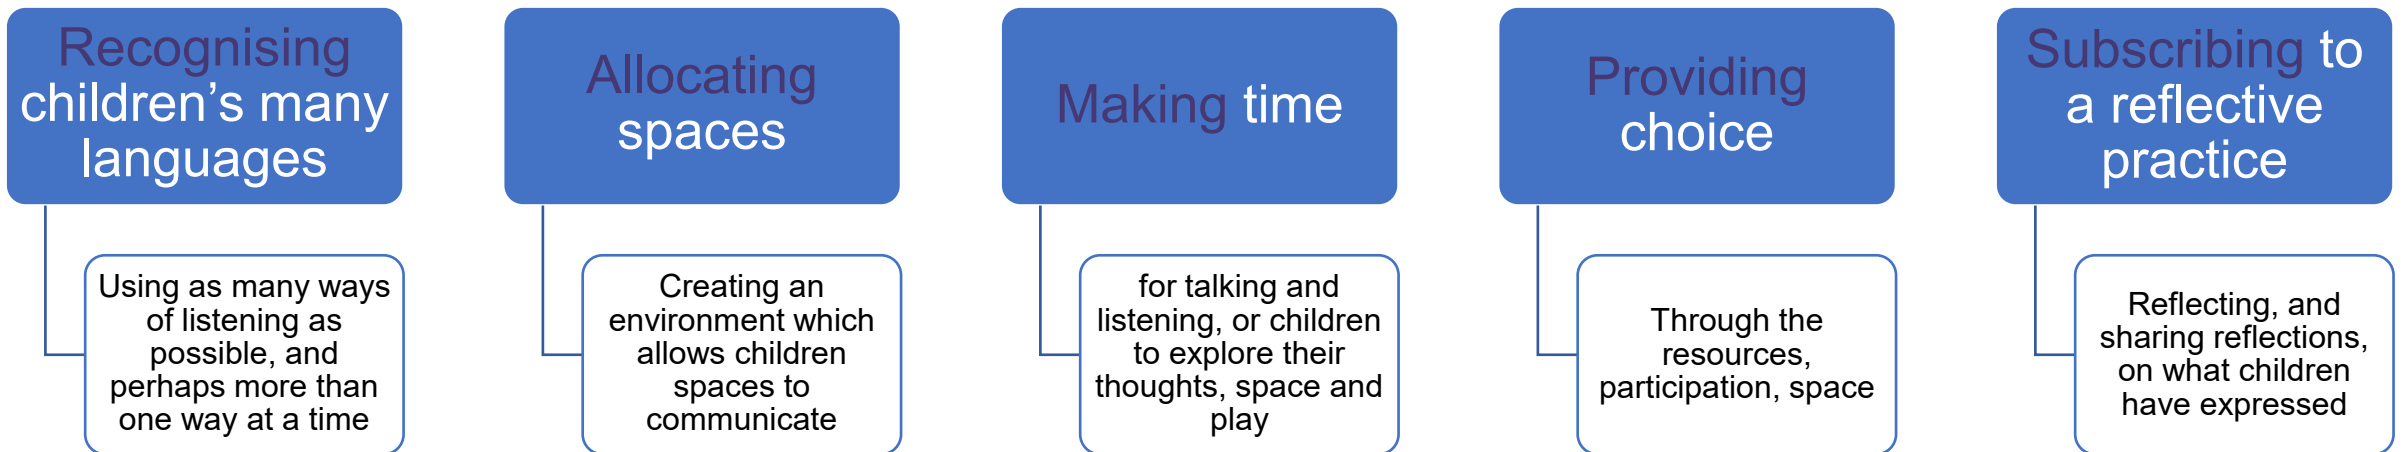 Recognising
children’s many
languages
Using as many ways
of listening as
possible, and
perhaps more than
one way at a time
Allocating
spaces
Creating an
environment which
allows children
spaces to
communicate
Making time
for talking and
listening, or children
to explore their
thoughts, space and
play
Providing
choice
Through the
resources,
participation, space
Subscribing to
a reflective
practice
Reflecting, and
sharing reflections,
on what children
have expressed